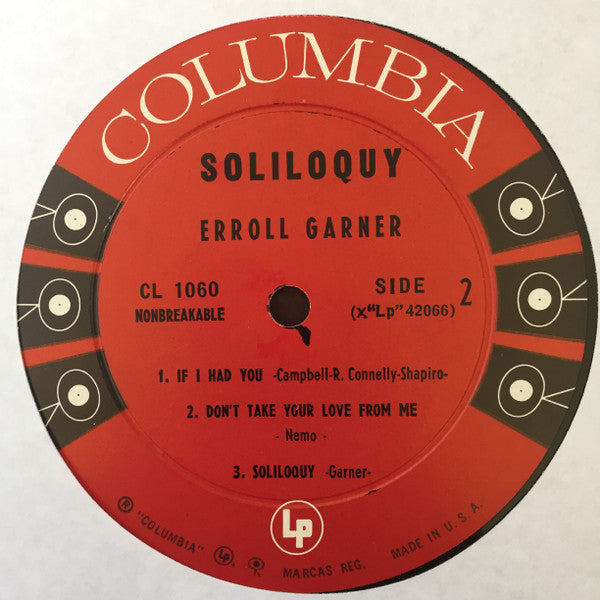 COLUMBIA
SOLILOQUY
ERROLL GARNER
CL 1060
NONBREAKABLE
SIDE 2
(x"Lp" 42066)
1. IF I HAD YOU -Campbell-R. Connelly-Shapiro-
2. DON'T TAKE YOUR LOVE FROM ME
- Nemo -
3. SOLILOQUY -Garner-
Lp
® "COLUMBIA" Lp MARCAS REG. MADE IN U. S. A.